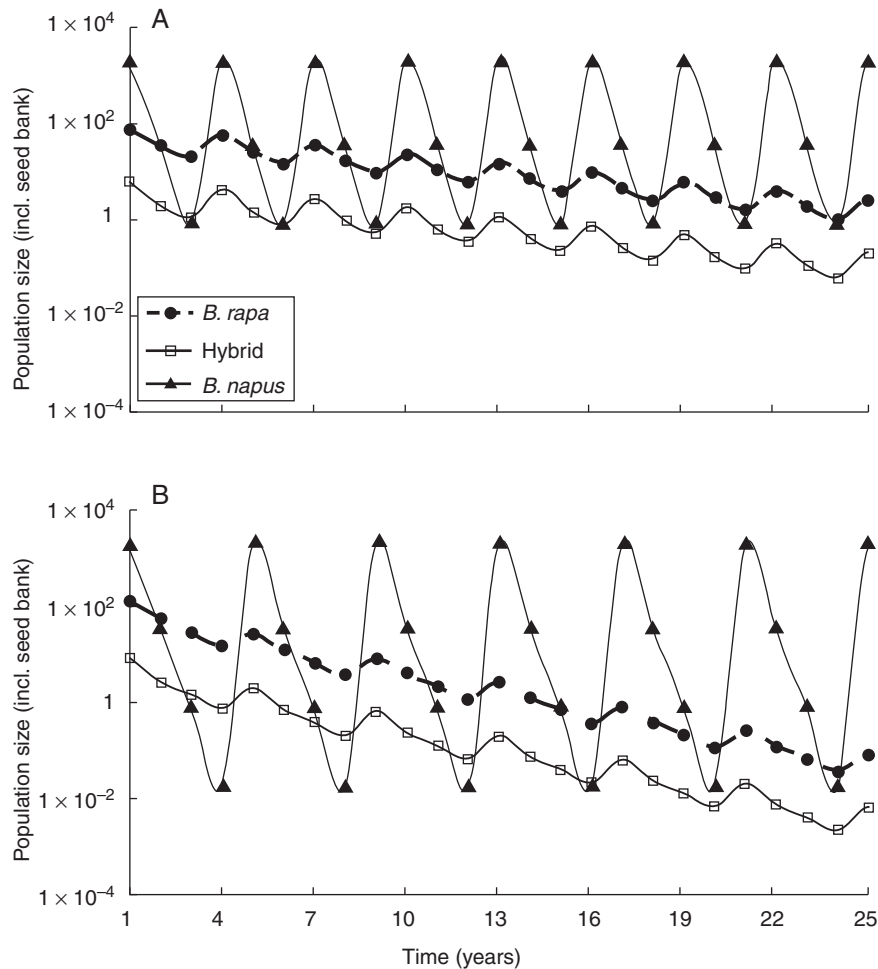 A
1 × 10⁴
1 × 10²
1
1 × 10⁻²
1 × 10⁻⁴
Population size (incl. seed bank)
B. rapa
Hybrid
B. napus
B
1 × 10⁴
1 × 10²
1
1 × 10⁻²
1 × 10⁻⁴
Population size (incl. seed bank)
1 4 7 10 13 16 19 22 25
Time (years)